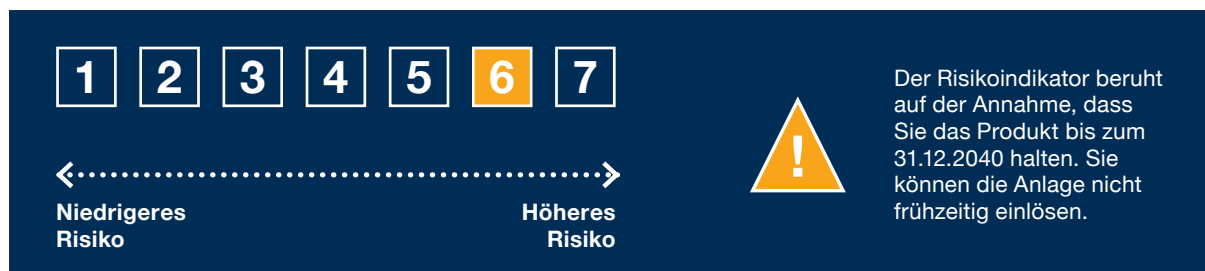 1 2 3 4 5 6 7
Niedrigeres
Risiko
Höheres
Risiko
!
Der Risikoindikator beruht
auf der Annahme, dass
Sie das Produkt bis zum
31.12.2040 halten. Sie
können die Anlage nicht
frühzeitig einlösen.